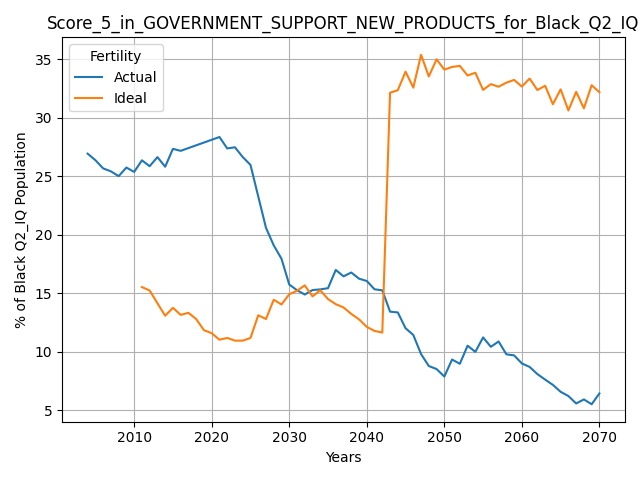 Score_5_in_GOVERNMENT_SUPPORT_NEW_PRODUCTS_for_Black_Q2_IQ
Fertility
Actual
Ideal
% of Black Q2_IQ Population
35
30
25
20
15
10
5
2010 2020 2030 2040 2050 2060 2070
Years